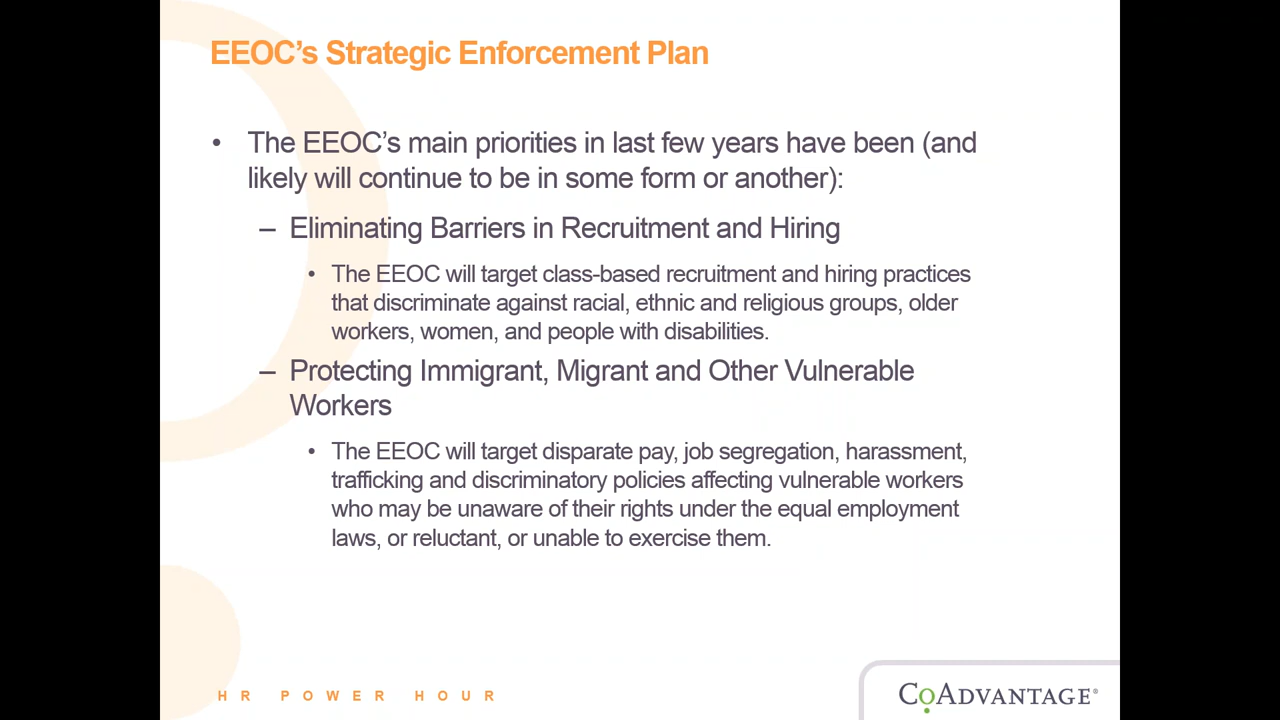 EEOC's Strategic Enforcement Plan
• The EEOC's main priorities in last few years have been (and
likely will continue to be in some form or another):
– Eliminating Barriers in Recruitment and Hiring
• The EEOC will target class-based recruitment and hiring practices
that discriminate against racial, ethnic and religious groups, older
workers, women, and people with disabilities.
– Protecting Immigrant, Migrant and Other Vulnerable
Workers
• The EEOC will target disparate pay, job segregation, harassment,
trafficking and discriminatory policies affecting vulnerable workers
who may be unaware of their rights under the equal employment
laws, or reluctant, or unable to exercise them.
HR POWER HOUR
COADVANTAGE®